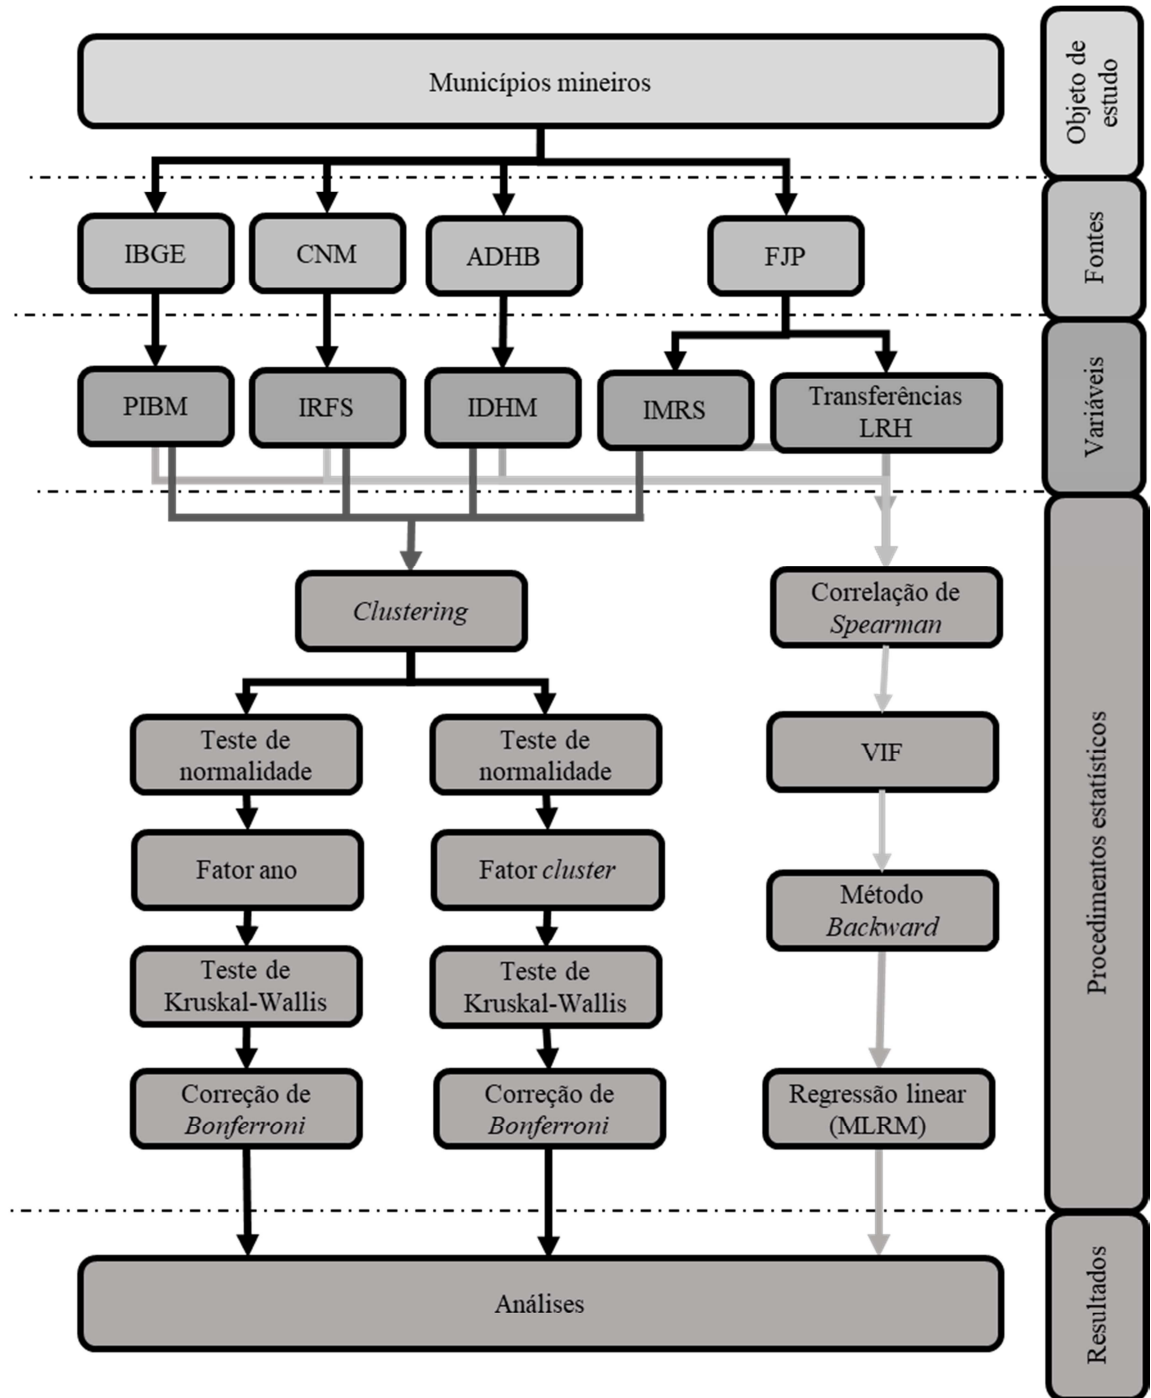 Municípios mineiros
Objeto de
estudo
IBGE
CNM
ADHB
FJP
Fontes
PIBM
IRFS
IDHM
IMRS
Transferências
LRH
Variáveis
Clustering
Correlação de
Spearman
Teste de
normalidade
Teste de
normalidade
VIF
Fator ano
Fator cluster
Método
Backward
Teste de
Kruskal-Wallis
Teste de
Kruskal-Wallis
Correção de
Bonferroni
Correção de
Bonferroni
Regressão linear
(MLRM)
Procedimentos estatísticos
Análises
Resultados